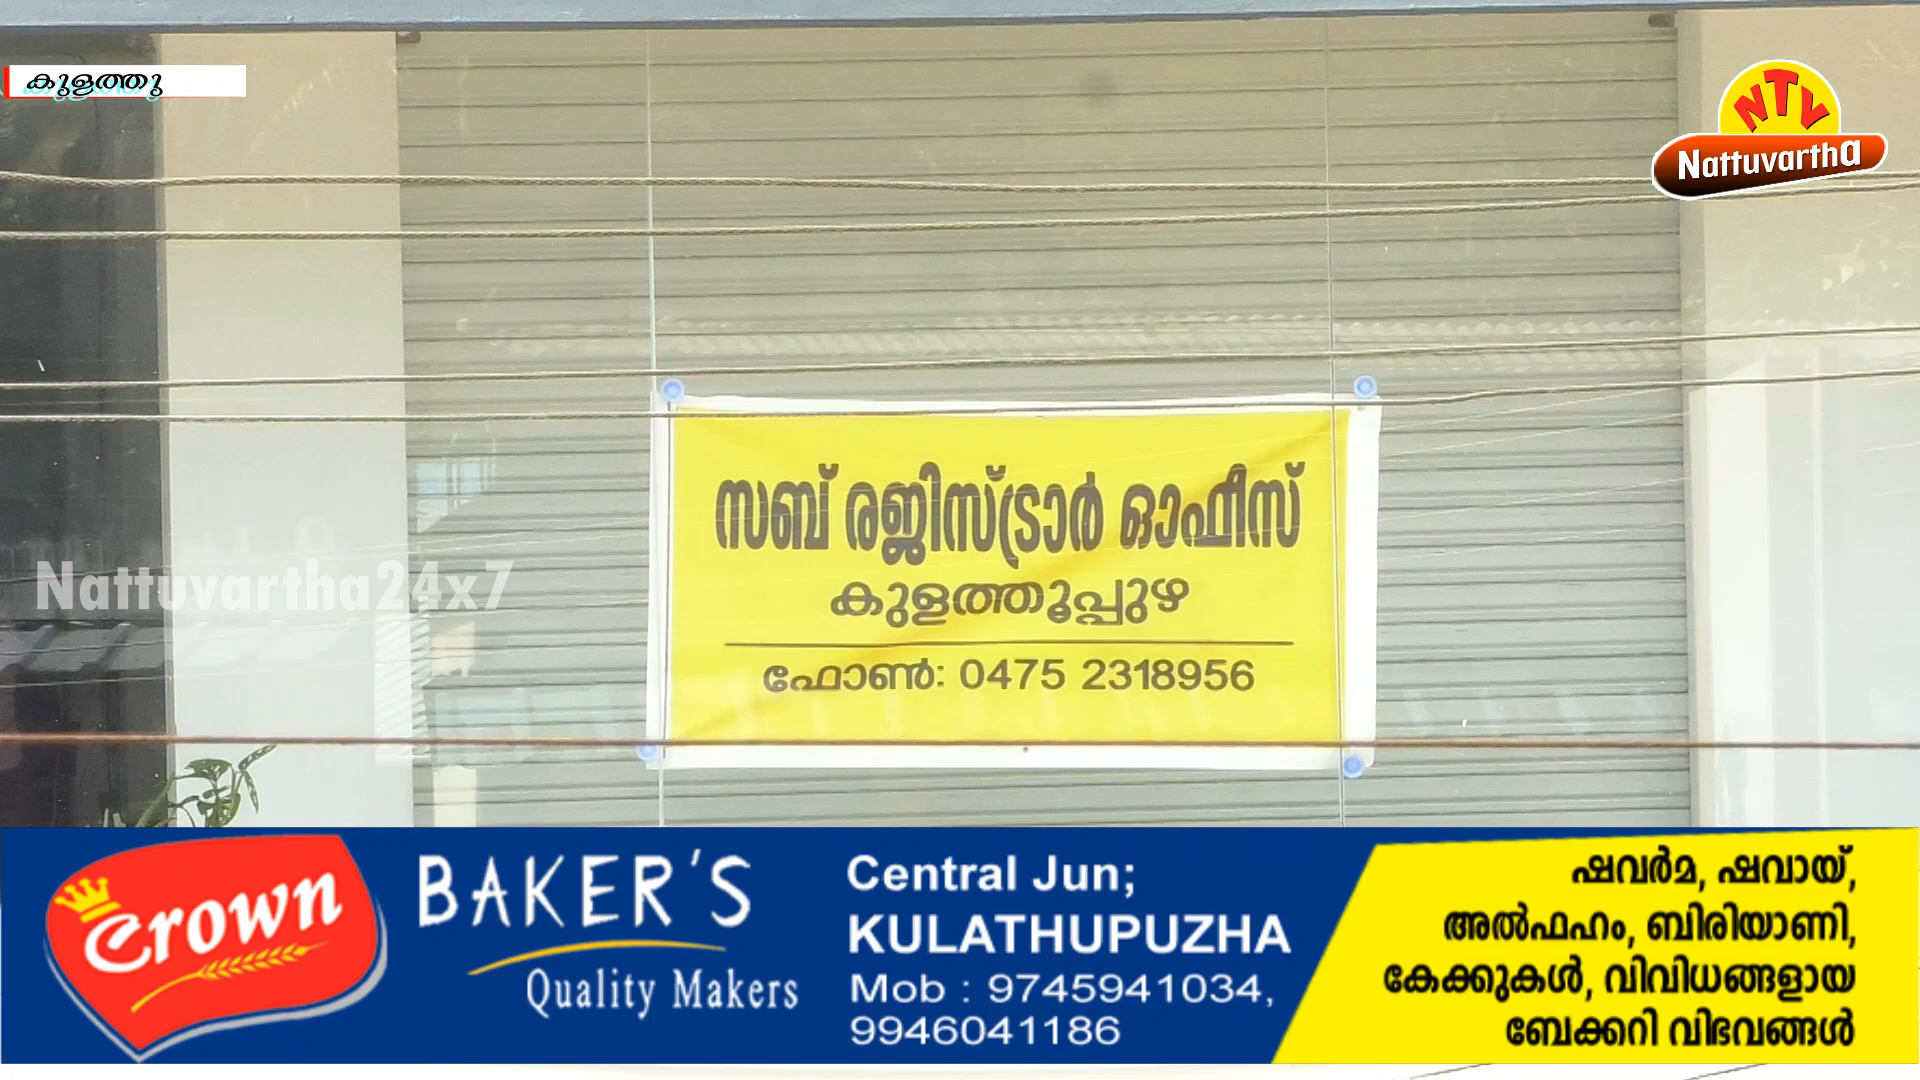 കുളത്തു
NTV
Nattuvartha
സബ് രജിസ്ട്രാർ ഓഫീസ്
കുളത്തൂപ്പുഴ
ഫോൺ: 0475 2318956
Nattuvartha24x7
Crown
BAKER'S
Quality Makers
Central Jun;
KULATHUPUZHA
Mob : 9745941034,
9946041186
ഷവർമ, ഷവായ്,
അൽഫഹം, ബിരിയാണി,
കേക്കുകൾ, വിവിധങ്ങളായ
ബേക്കറി വിഭവങ്ങൾ